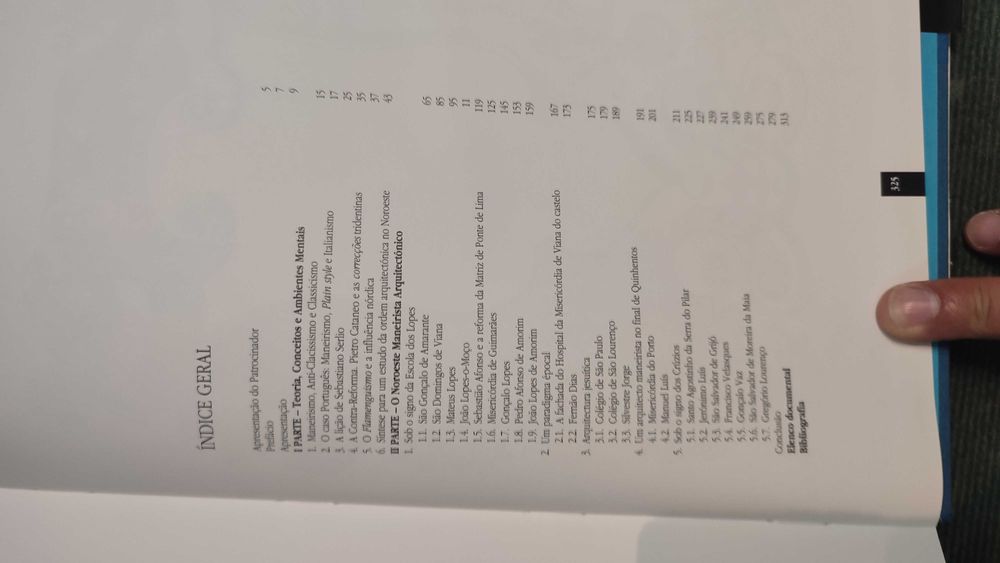 ÍNDICE GERAL
Apresentação do Patrocinador 5
Prefácio 7
Apresentação 9
I PARTE – Teoria, Conceitos e Ambientes Mentais
1. Maneirismo, Anti-Classicismo e Classicismo 15
2. O caso Português: Maneirismo, Plain style e Italianismo 17
3. A lição de Sebastiano Serlio 25
4. A Contra-Reforma. Pietro Cataneo e as correcções tridentinas 35
5. O Flamenguismo e a influência nórdica 37
6. Síntese para um estudo da ordem arquitectónica no Noroeste 43
II PARTE – O Noroeste Maneirista Arquitectónico
1. Sob o signo da Escola dos Lopes
1.1. São Gonçalo de Amarante 65
1.2 São Domingos de Viana 85
1.3. Mateus Lopes 95
1.4. João Lopes-o-Moço 11
1.5. Sebastião Afonso e a reforma da Matriz de Ponte de Lima 119
1.6. Misericórdia de Guimarães 125
1.7. Gonçalo Lopes 145
1.8. Pedro Afonso de Amorim 153
1.9. João Lopes de Amorim 159
2. Um paradigma epocal
2.1. A fachada do Hospital da Misericórdia de Viana do castelo 167
2.2. Fernão Dias 173
3. Arquitectura jesuítica
3.1. Colégio de São Paulo 175
3.2. Colégio de São Lourenço 179
3.3. Silvestre Jorge 189
4. Um arquitecto maneirista no final de Quinhentos
4.1. Misericórdia do Porto 191
4.2. Manuel Luís 201
5. Sob o signo dos Crúzios
5.1. Santo Agostinho da Serra do Pilar 211
5.2. Jerónimo Luís 225
5.3. São Salvador de Grijó 227
5.4. Francisco Velasques 239
5.5. Gonçalo Vaz 241
5.6. São Salvador de Moreira da Maia 249
5.7. Gregório Lourenço 259
Conclusão 275
Elenco documental 279
Bibliografia 313
325